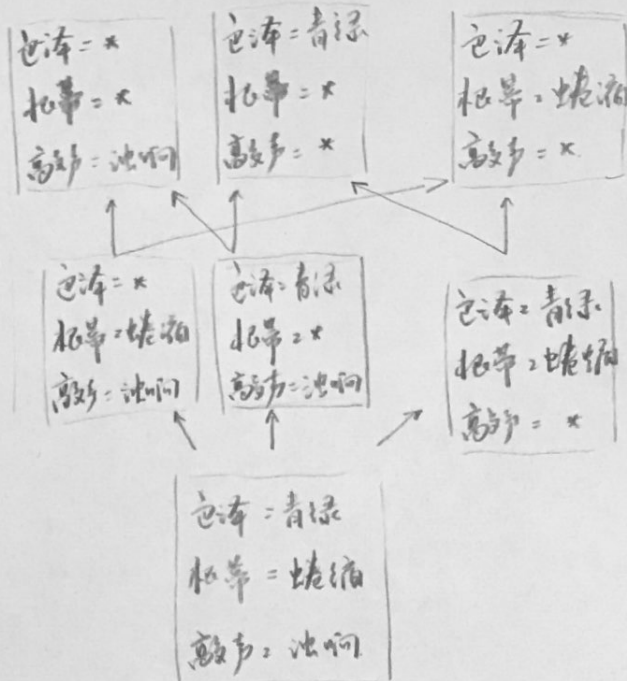 色泽=*
根蒂=*
敲声=浊响
色泽=青绿
根蒂=*
敲声=*
色泽=*
根蒂=蜷缩
敲声=*
色泽=*
根蒂=蜷缩
敲声=浊响
色泽=青绿
根蒂=*
敲声=浊响
色泽=青绿
根蒂=蜷缩
敲声=*
色泽=青绿
根蒂=蜷缩
敲声=浊响